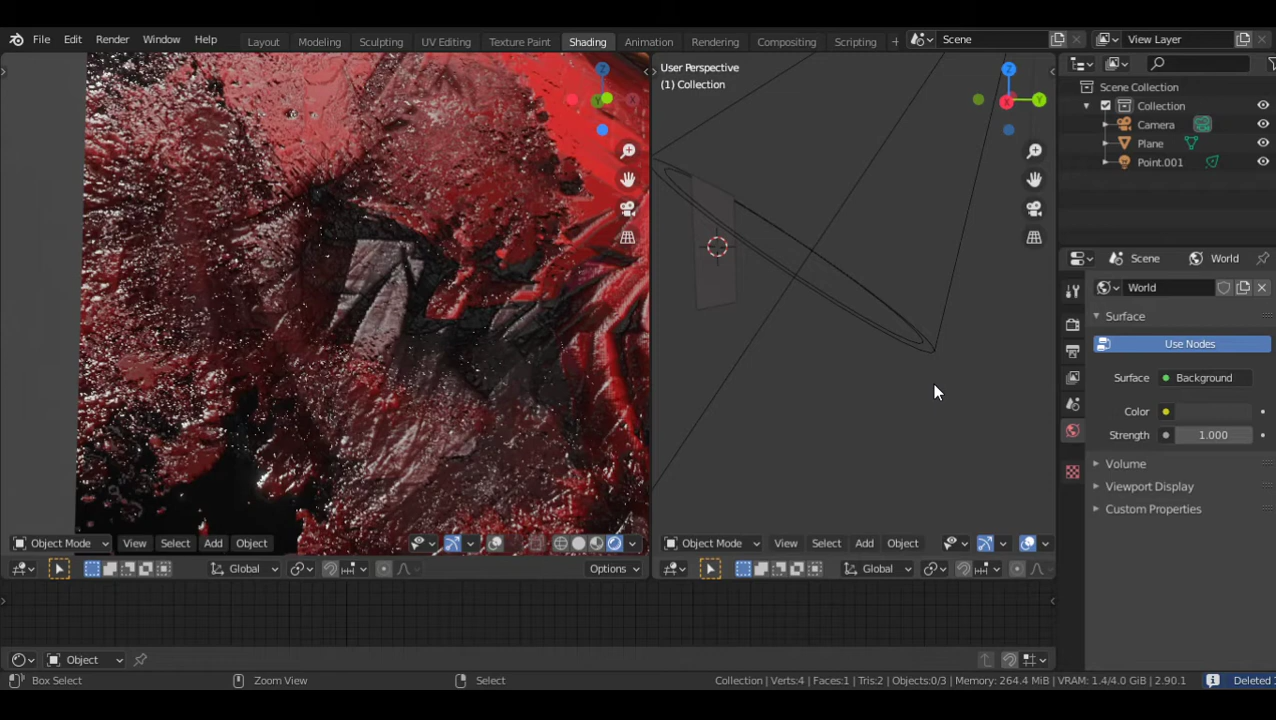 File Edit Render Window Help Layout Modeling Sculpting UV Editing Texture Paint Shading Animation Rendering Compositing Scripting + Scene View Layer
User Perspective
(1) Collection
Z
X
Y
Scene Collection
Collection
Camera
Plane
Point.001
Scene World
World
Surface
Use Nodes
Surface Background
Color
Strength 1.000
Volume
Viewport Display
Custom Properties
Object Mode View Select Add Object
Object Mode View Select Add Object
Global Options
Global
Object
Box Select Zoom View Select Collection | Verts:4 | Faces:1 | Tris:2 | Objects:0/3 | Memory: 264.4 MiB | VRAM: 1.4/4.0 GiB | 2.90.1 Deleted